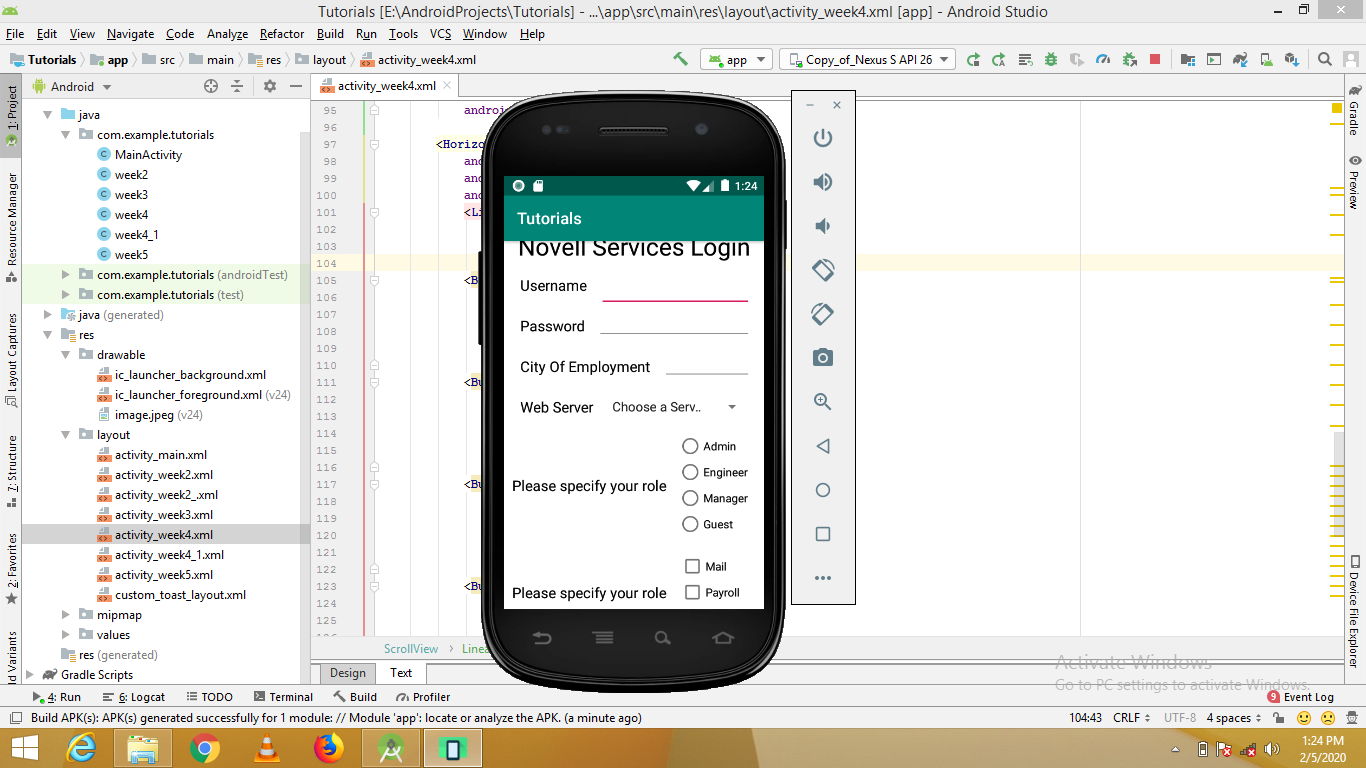 Tutorials [E:\AndroidProjects\Tutorials] - ...\app\src\main\res\layout\activity_week4.xml [app] - Android Studio
File Edit View Navigate Code Analyze Refactor Build Run Tools VCS Window Help
Tutorials app src main res layout activity_week4.xml app Copy_of_Nexus S API 26
Android
activity_week4.xml
1: Project
Resource Manager
Layout Captures
7: Structure
2: Favorites
ld Variants
java
com.example.tutorials
MainActivity
week2
week3
week4
week4_1
week5
com.example.tutorials (androidTest)
com.example.tutorials (test)
java (generated)
res
drawable
ic_launcher_background.xml
ic_launcher_foreground.xml (v24)
image.jpeg (v24)
layout
activity_main.xml
activity_week2.xml
activity_week2_.xml
activity_week3.xml
activity_week4.xml
activity_week4_1.xml
activity_week5.xml
custom_toast_layout.xml
mipmap
values
res (generated)
Gradle Scripts
95 android
96
97 <Horizo
98 an
99 an
100 an
101 <Li
102
103
104
105 <B
106
107
108
109
110
111 <Bu
112
113
114
115
116
117 <Bu
118
119
120
121
122
123 <Bu
124
1:24
Tutorials
Novell Services Login
Username
Password
City Of Employment
Web Server Choose a Serv..
Admin
Engineer
Please specify your role
Manager
Guest
Mail
Please specify your role
Payroll
Gradle
Preview
Device File Explorer
ScrollView Linea
Design Text
Activate Windows
Go to PC settings to activate Windows.
4: Run 6: Logcat TODO Terminal Build Profiler 9 Event Log
Build APK(s): APK(s) generated successfully for 1 module: // Module 'app': locate or analyze the APK. (a minute ago) 104:43 CRLF UTF-8 4 spaces
1:24 PM
2/5/2020